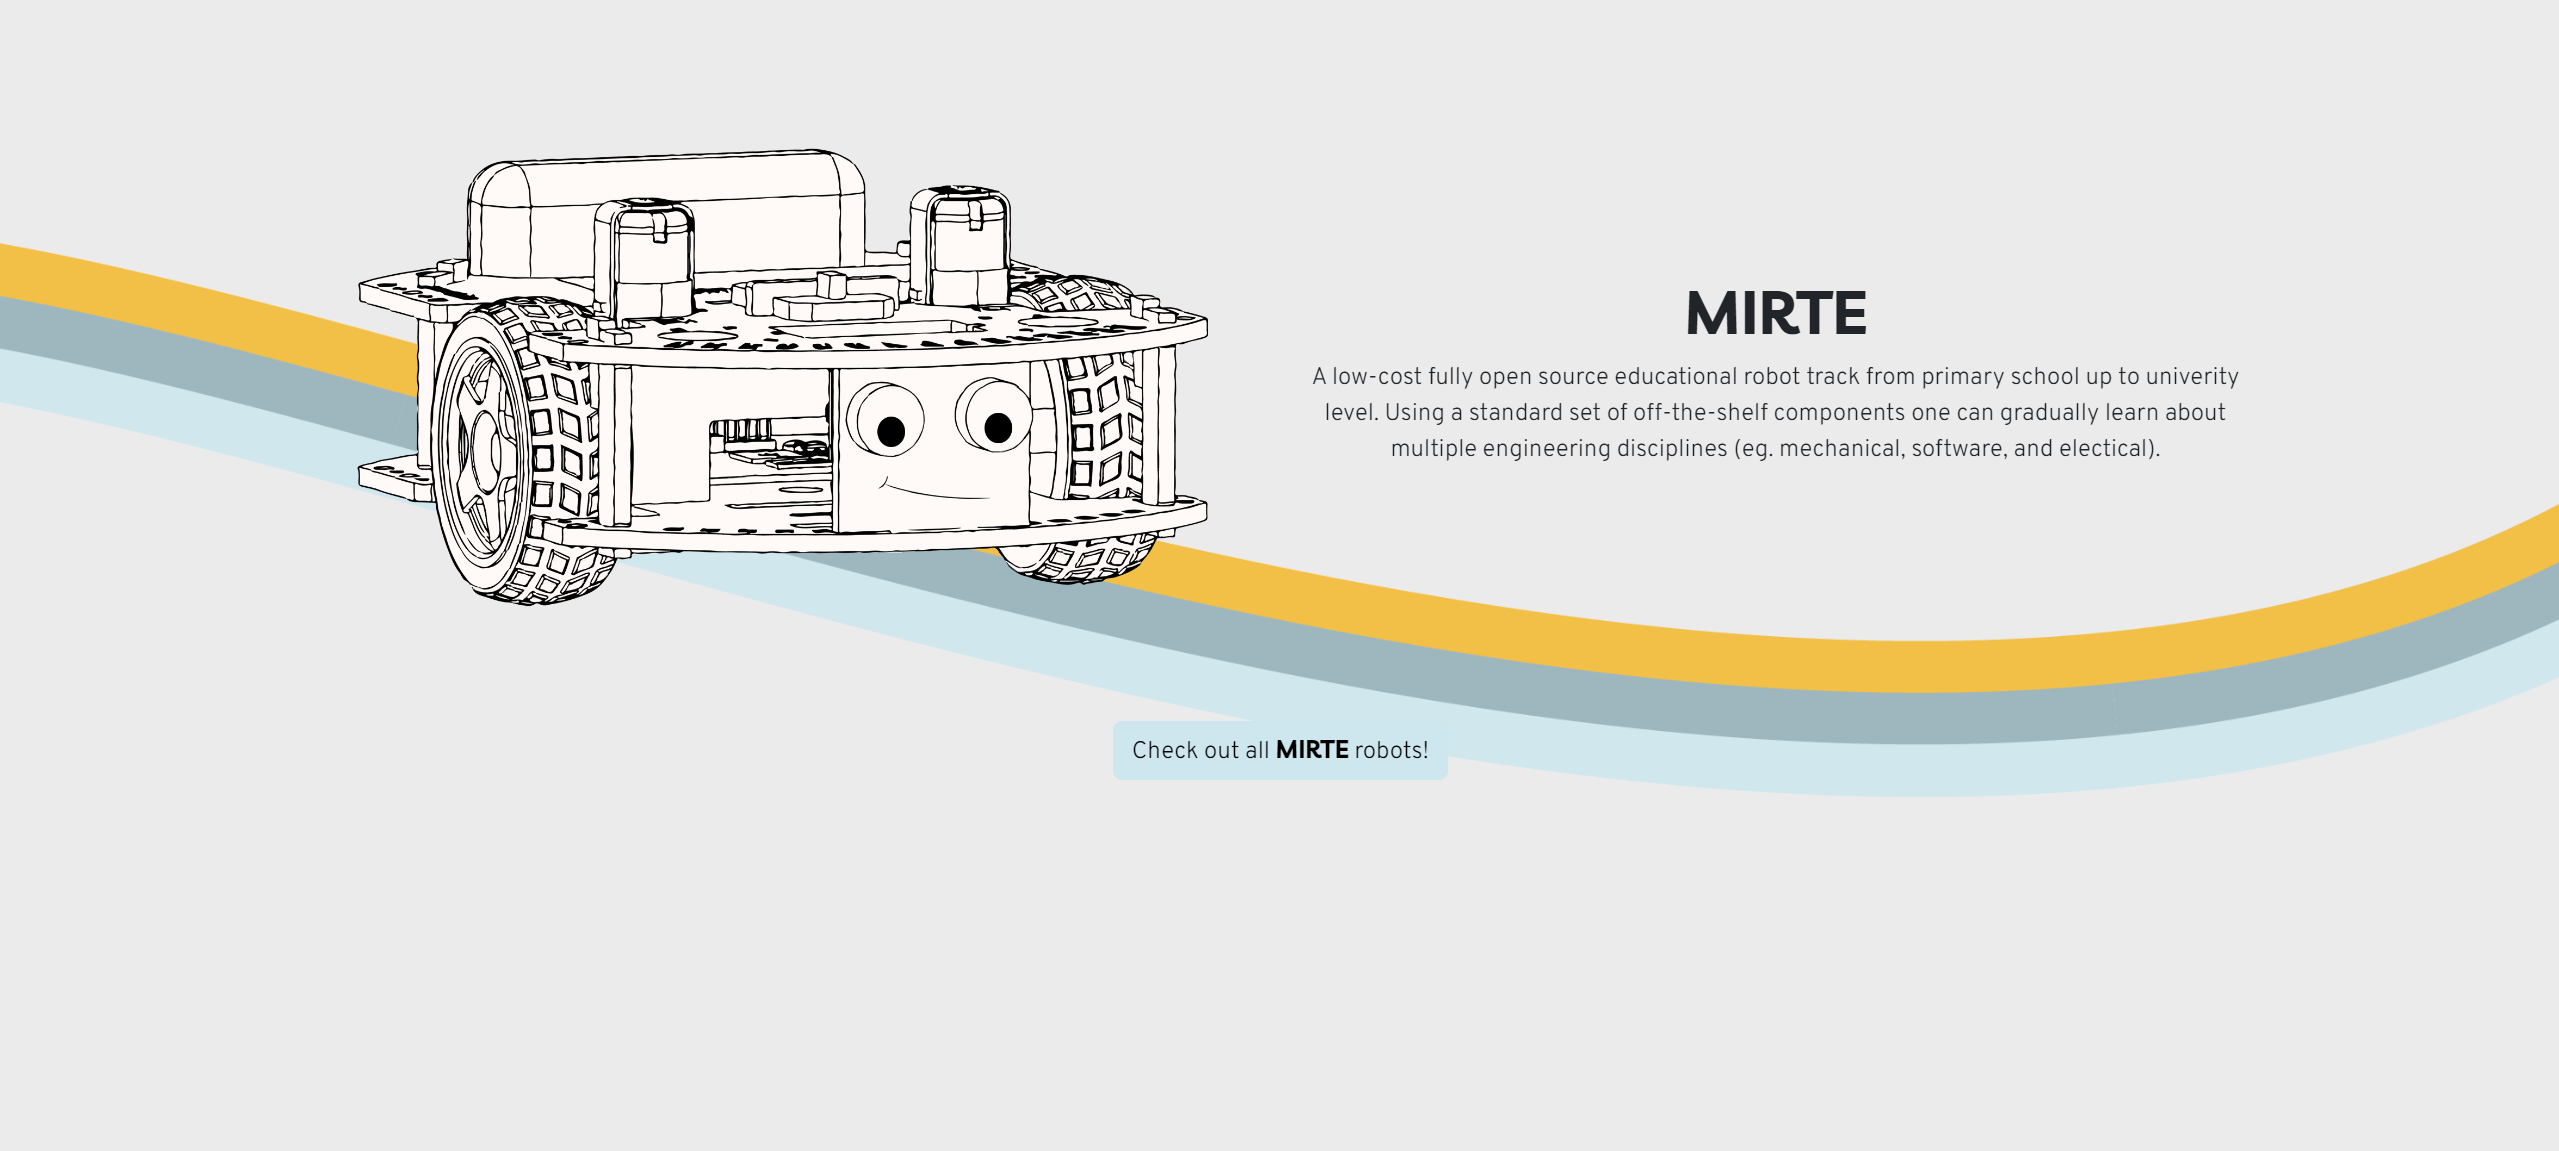 MIRTE
A low-cost fully open source educational robot track from primary school up to univerity
level. Using a standard set of off-the-shelf components one can gradually learn about
multiple engineering disciplines (eg. mechanical, software, and electical).
Check out all MIRTE robots!